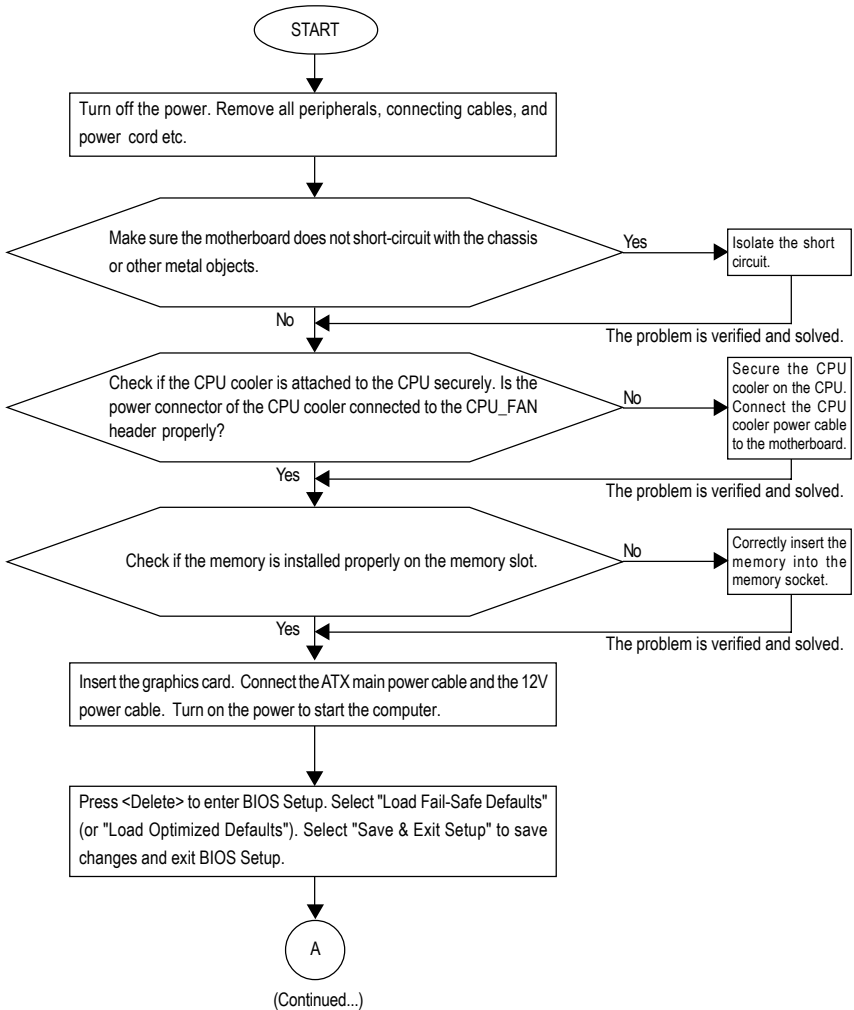 START
Turn off the power. Remove all peripherals, connecting cables, and
power cord etc.
Make sure the motherboard does not short-circuit with the chassis
or other metal objects.
Yes
Isolate the short
circuit.
No
The problem is verified and solved.
Check if the CPU cooler is attached to the CPU securely. Is the
power connector of the CPU cooler connected to the CPU_FAN
header properly?
No
Secure the CPU
cooler on the CPU.
Connect the CPU
cooler power cable
to the motherboard.
Yes
The problem is verified and solved.
Check if the memory is installed properly on the memory slot.
No
Correctly insert the
memory into the
memory socket.
Yes
The problem is verified and solved.
Insert the graphics card. Connect the ATX main power cable and the 12V
power cable. Turn on the power to start the computer.
Press <Delete> to enter BIOS Setup. Select "Load Fail-Safe Defaults"
(or "Load Optimized Defaults"). Select "Save & Exit Setup" to save
changes and exit BIOS Setup.
A
(Continued...)